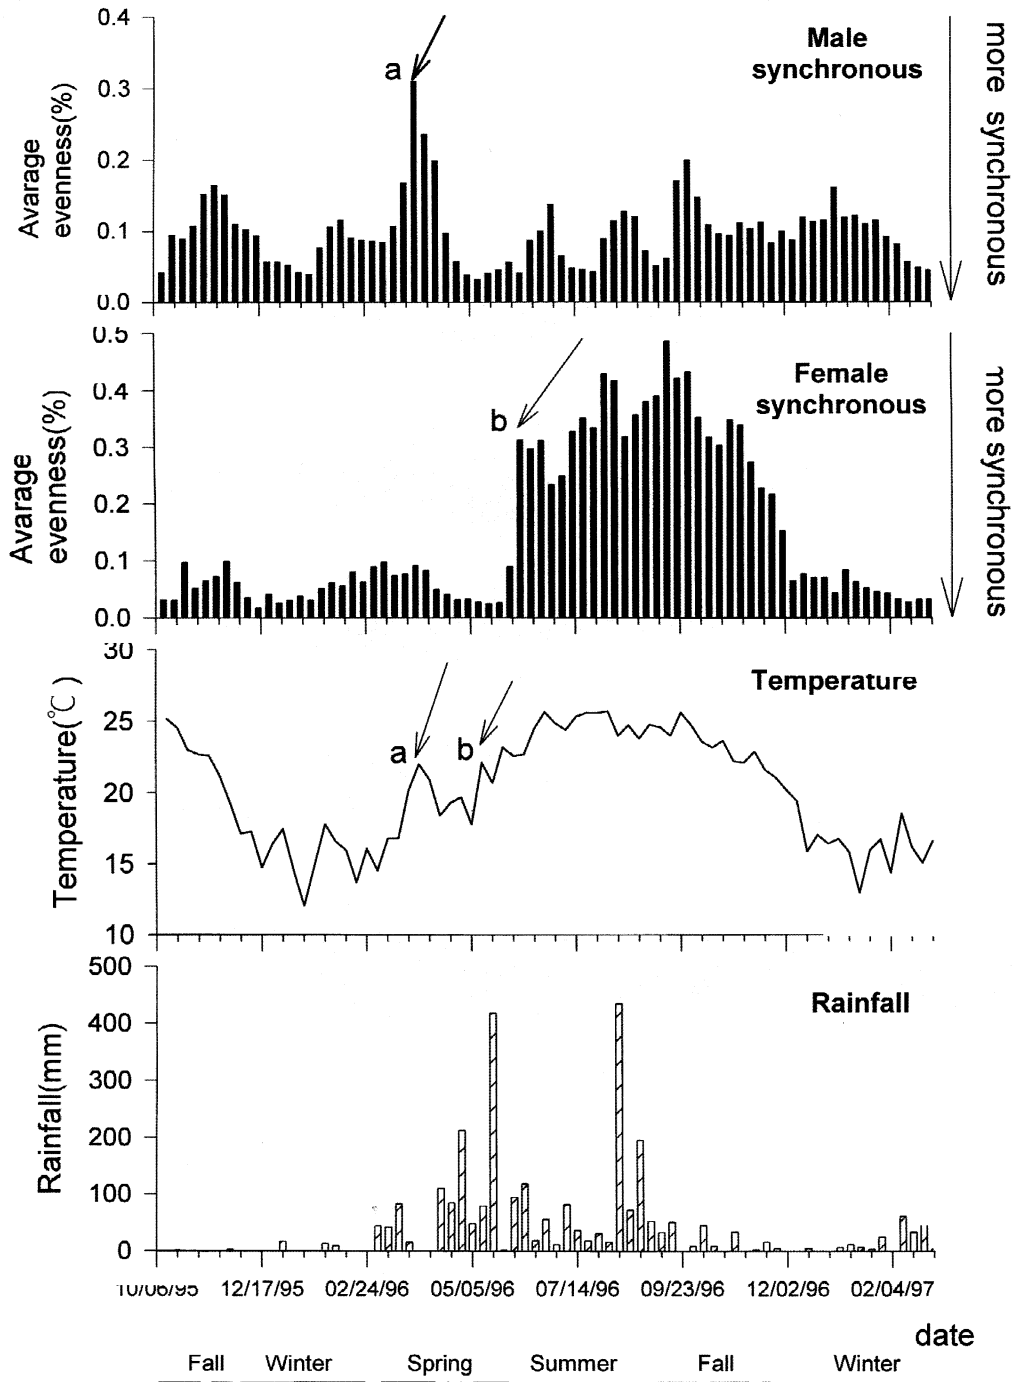 0.4
Male
synchronous
a
0.3
0.2
0.1
0.0
Avarage
evenness(%)
more synchronous
0.5
Female
synchronous
0.4
b
0.3
0.2
0.1
0.0
Avarage
evenness(%)
more synchronous
30
Temperature
25
a
b
20
15
10
Temperature(℃)
500
Rainfall
400
300
200
100
0
Rainfall(mm)
10/06/95 12/17/95 02/24/96 05/05/96 07/14/96 09/23/96 12/02/96 02/04/97
date
Fall Winter Spring Summer Fall Winter